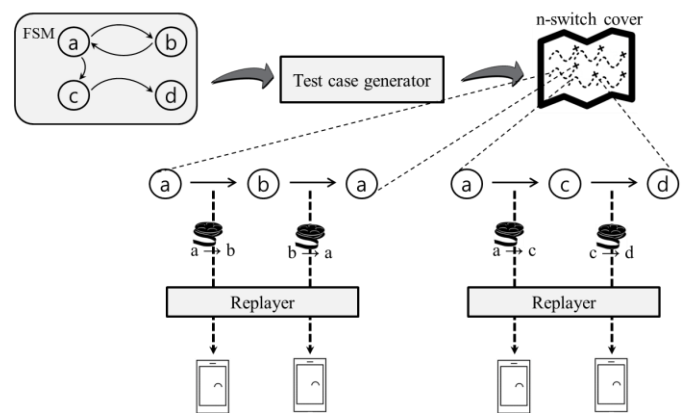 n-switch cover
FSM
a
b
c
d
Test case generator
a b a
a c d
a → b
b → a
a → c
c → d
Replayer
Replayer